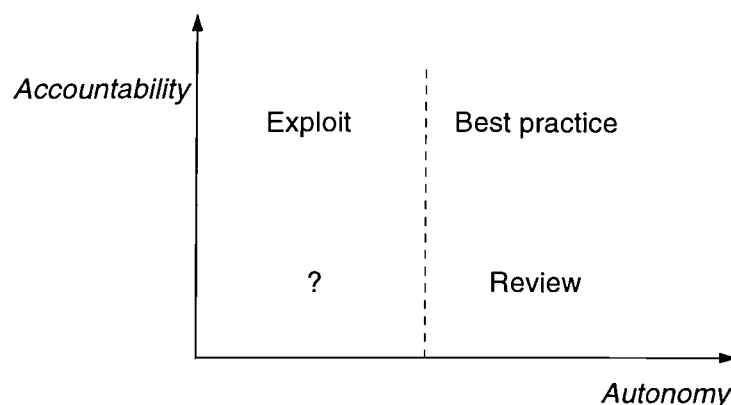 Accountability
Exploit
Best practice
?
Review
Autonomy